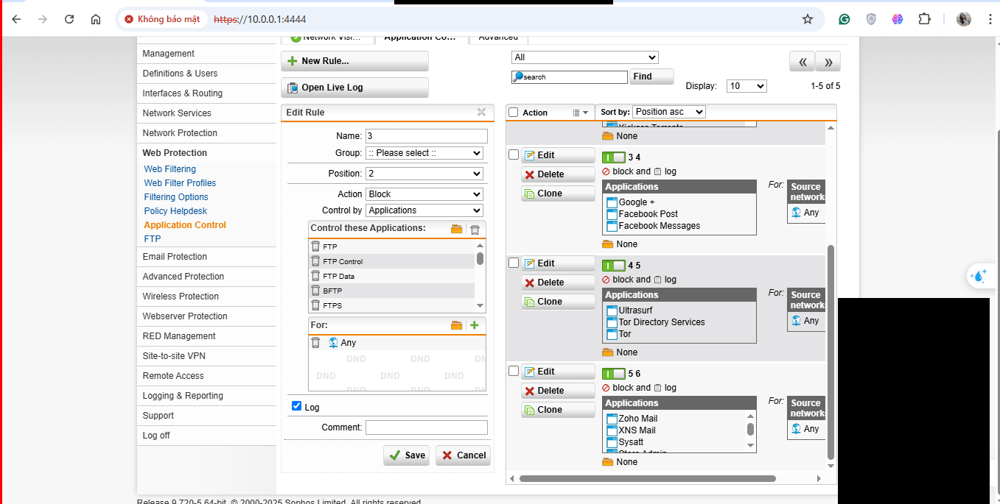 Không bảo mật
https://10.0.0.1:4444
Network Visi...
Application Co...
Advanced
Management
Definitions & Users
Interfaces & Routing
Network Services
Network Protection
Web Protection
Web Filtering
Web Filter Profiles
Filtering Options
Policy Helpdesk
Application Control
FTP
Email Protection
Advanced Protection
Wireless Protection
Webserver Protection
RED Management
Site-to-site VPN
Remote Access
Logging & Reporting
Support
Log off
New Rule...
Open Live Log
All
search
Find
Display: 10
1-5 of 5
Edit Rule
Name: 3
Group: :: Please select ::
Position: 2
Action Block
Control by Applications
Control these Applications:
FTP
FTP Control
FTP Data
BFTP
FTPS
For:
Any
DND DND DN
DND DND DND
DND DND DN
Log
Comment:
Save
Cancel
Action
Sort by: Position asc
Kickass Torrents
None
Edit
Delete
Clone
3 4
block and log
Applications
Google +
Facebook Post
Facebook Messages
For:
Source
network
Any
None
Edit
Delete
Clone
4 5
block and log
Applications
Ultrasurf
Tor Directory Services
Tor
For:
Source
network
Any
None
Edit
Delete
Clone
5 6
block and log
Applications
Zoho Mail
XNS Mail
Sysatt
Store Admin
For:
Source
network
Any
None
Release 9.720-5 64-bit. © 2000-2025 Sophos Limited. All rights reserved.